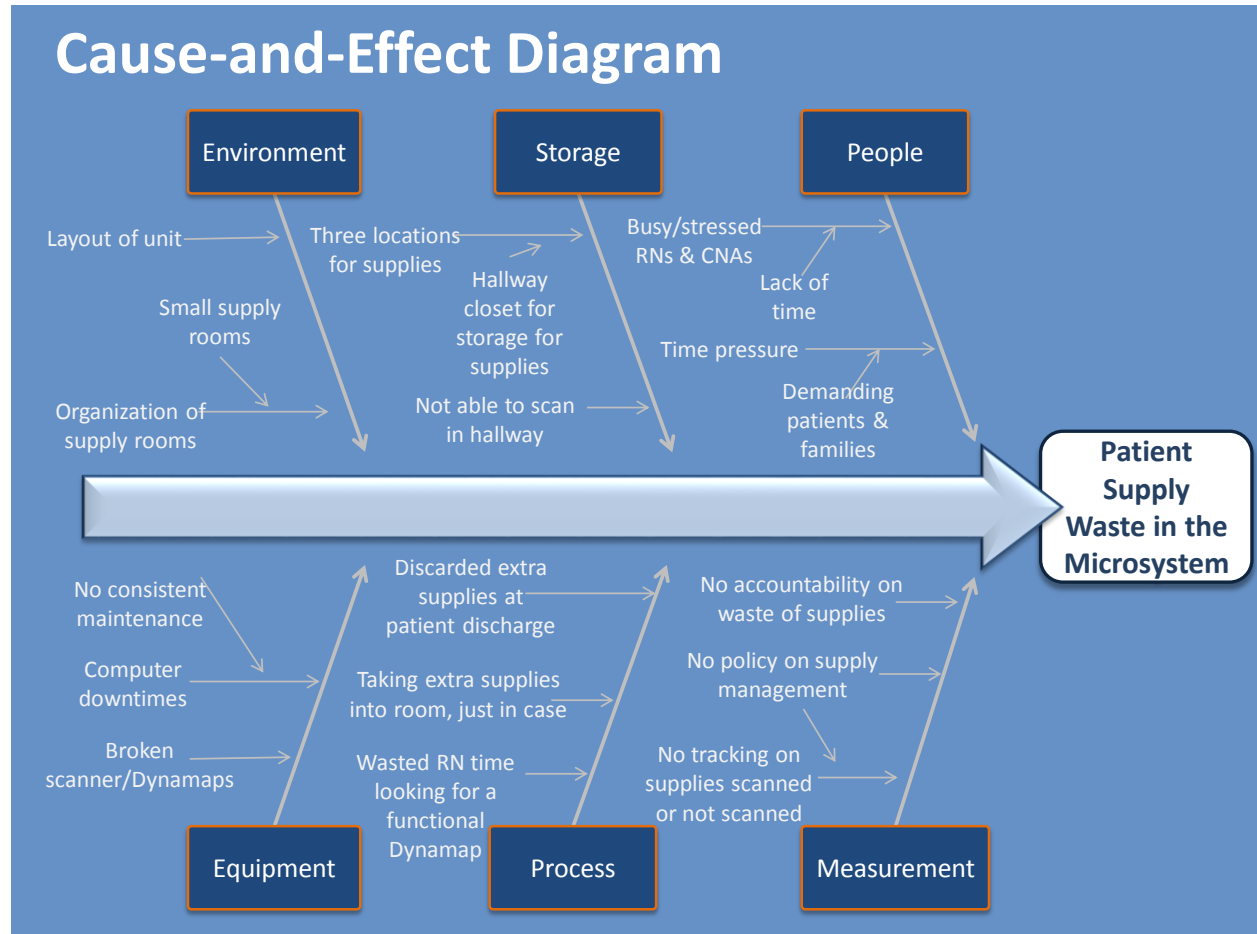 Cause-and-Effect Diagram
Environment
Storage
People
Layout of unit
Three locations
for supplies
Busy/stressed
RNs & CNAs
Hallway
closet for
storage for
supplies
Lack of
time
Small supply
rooms
Time pressure
Organization of
supply rooms
Not able to scan
in hallway
Demanding
patients &
families
Patient
Supply
Waste in the
Microsystem
No consistent
maintenance
Discarded extra
supplies at
patient discharge
No accountability on
waste of supplies
Computer
downtimes
Taking extra supplies
into room, just in case
No policy on supply
management
Broken
scanner/Dynamaps
Wasted RN time
looking for a
functional
Dynamap
No tracking on
supplies scanned
or not scanned
Equipment
Process
Measurement